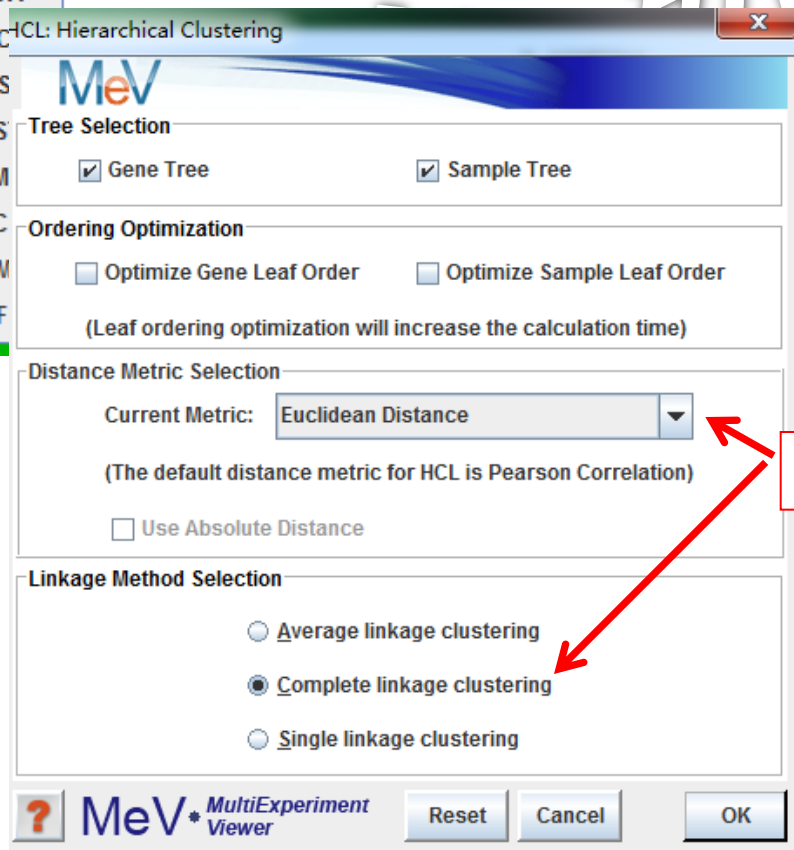 HCL: Hierarchical Clustering
MeV
Tree Selection
Gene Tree
Sample Tree
Ordering Optimization
Optimize Gene Leaf Order
Optimize Sample Leaf Order
(Leaf ordering optimization will increase the calculation time)
Distance Metric Selection
Current Metric: Euclidean Distance
(The default distance metric for HCL is Pearson Correlation)
Use Absolute Distance
Linkage Method Selection
Average linkage clustering
Complete linkage clustering
Single linkage clustering
? MeV MultiExperiment
Viewer
Reset
Cancel
OK